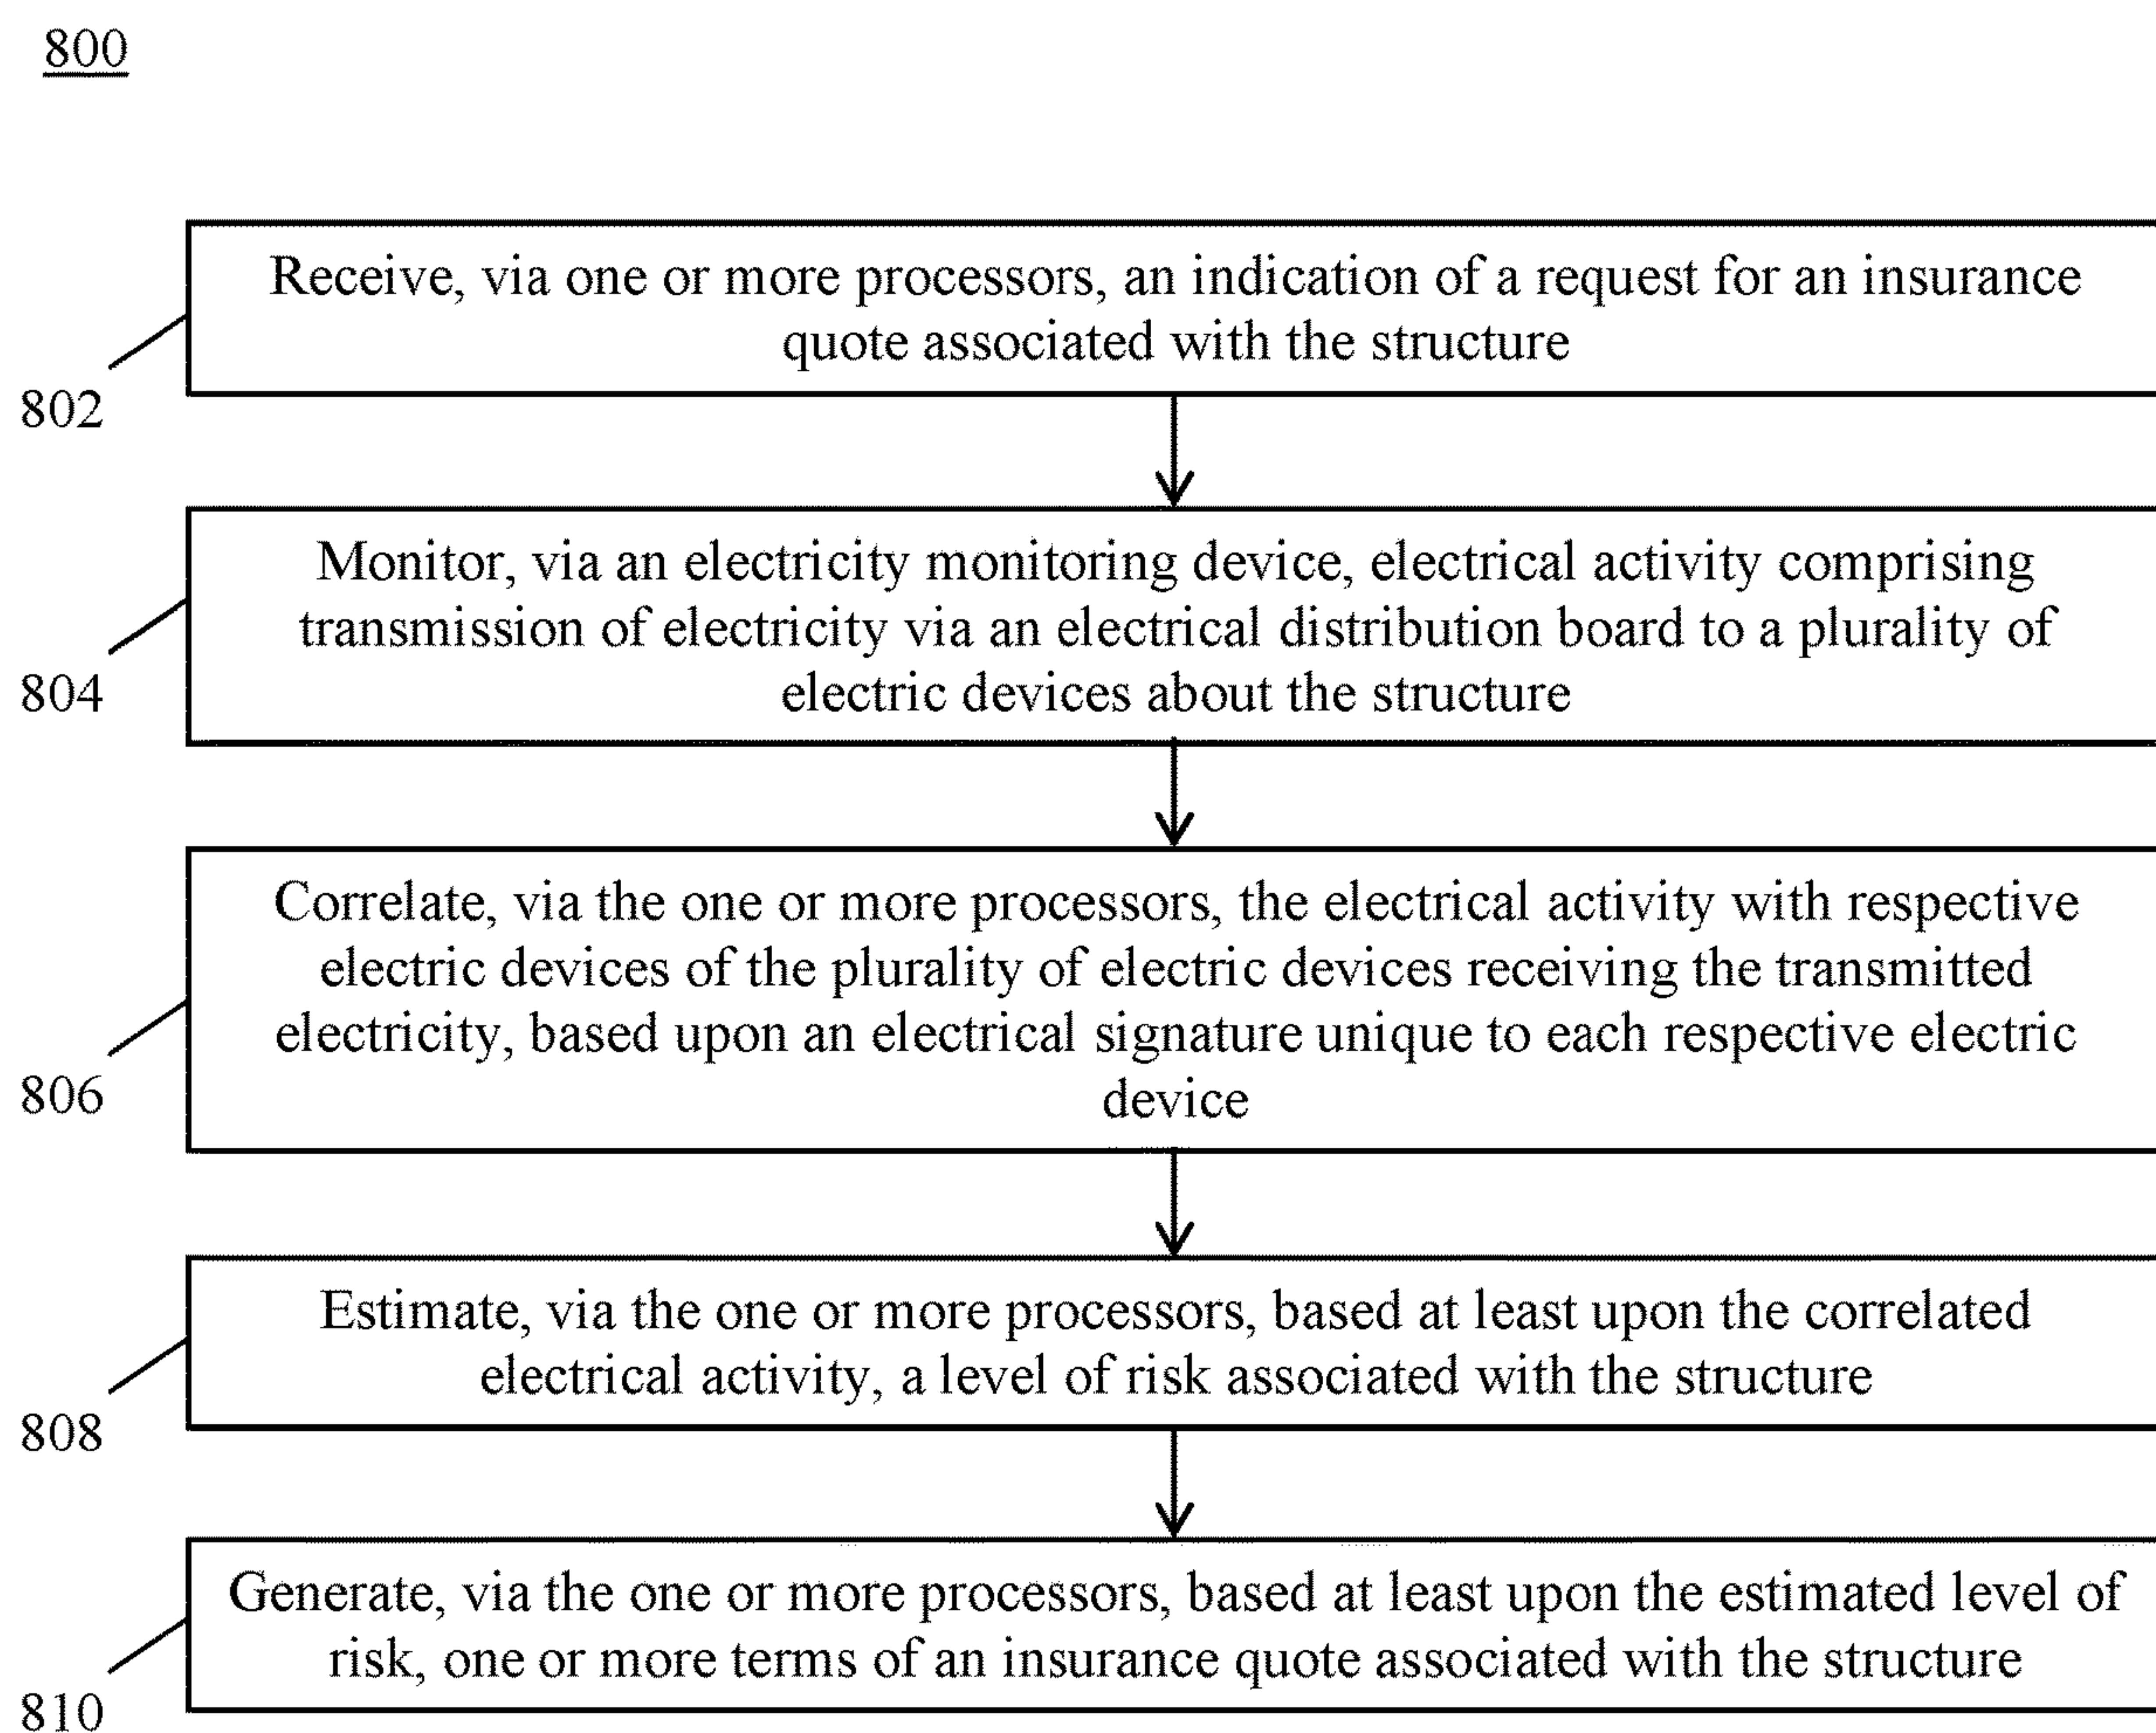 800
Receive, via one or more processors, an indication of a request for an insurance
quote associated with the structure
802
Monitor, via an electricity monitoring device, electrical activity comprising
transmission of electricity via an electrical distribution board to a plurality of
electric devices about the structure
804
Correlate, via the one or more processors, the electrical activity with respective
electric devices of the plurality of electric devices receiving the transmitted
electricity, based upon an electrical signature unique to each respective electric
device
806
Estimate, via the one or more processors, based at least upon the correlated
electrical activity, a level of risk associated with the structure
808
Generate, via the one or more processors, based at least upon the estimated level of
risk, one or more terms of an insurance quote associated with the structure
810